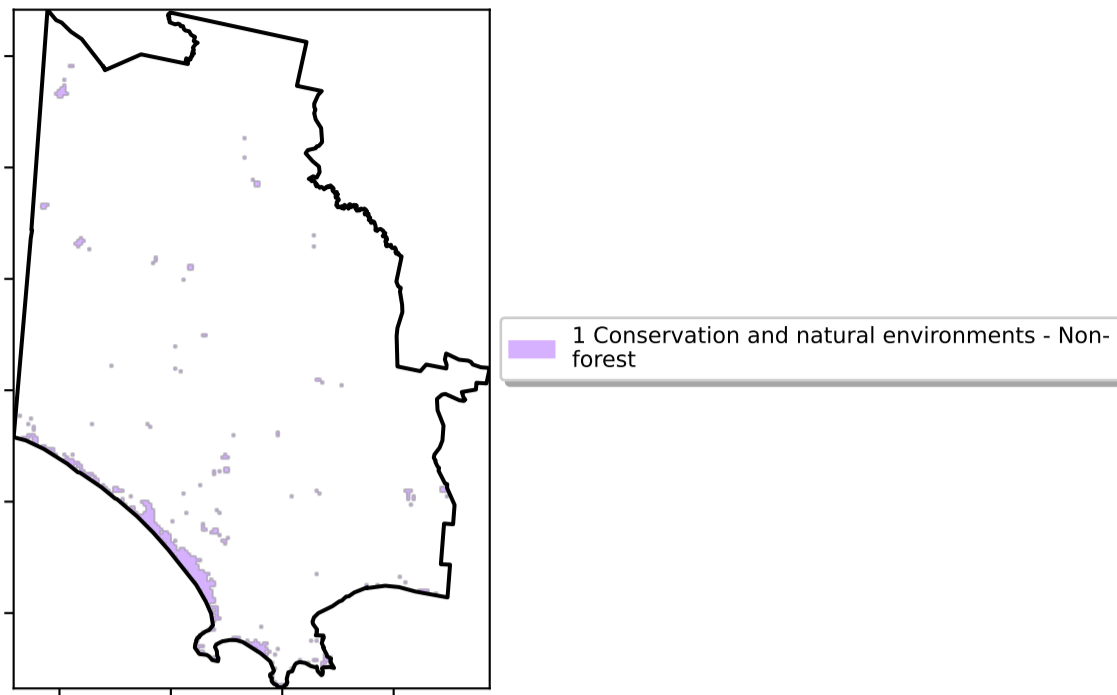 1 Conservation and natural environments - Non-
forest